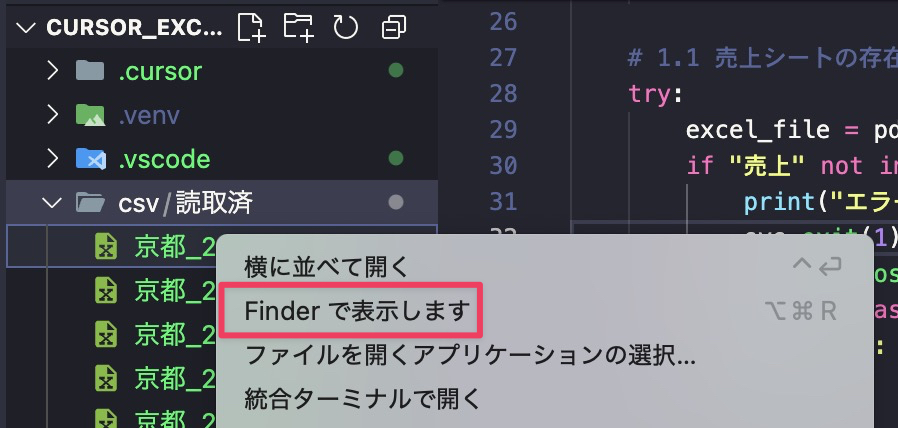 CURSOR_EXC...
.cursor
.venv
.vscode
csv/読取済
京都_2
京都_2
京都_2
京都_2
京都_2
横に並べて開く ^⏎
Finder で表示します ⌥⌘R
ファイルを開くアプリケーションの選択...
統合ターミナルで開く
26
27 # 1.1 売上シートの存在
28 try:
29 excel_file = pd
30 if "売上" not in
31 print("エラー
32 sys.exit(1)
os
as
: